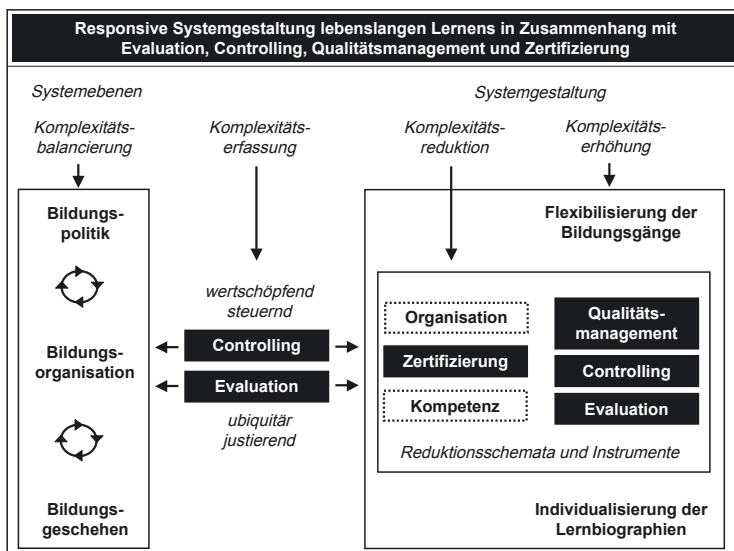 Responsive Systemgestaltung lebenslangen Lernens in Zusammenhang mit
Evaluation, Controlling, Qualitätsmanagement und Zertifizierung
Systemebenen
Systemgestaltung
Komplexitäts-
balancierung
Komplexitäts-
erfassung
Komplexitäts-
reduktion
Komplexitäts-
erhöhung
Bildungs-
politik
Bildungs-
organisation
Bildungs-
geschehen
wertschöpfend
steuernd
Controlling
Evaluation
ubiquitär
justierend
Flexibilisierung der
Bildungsgänge
Organisation
Zertifizierung
Kompetenz
Qualitäts-
management
Controlling
Evaluation
Reduktionsschemata und Instrumente
Individualisierung der
Lernbiographien